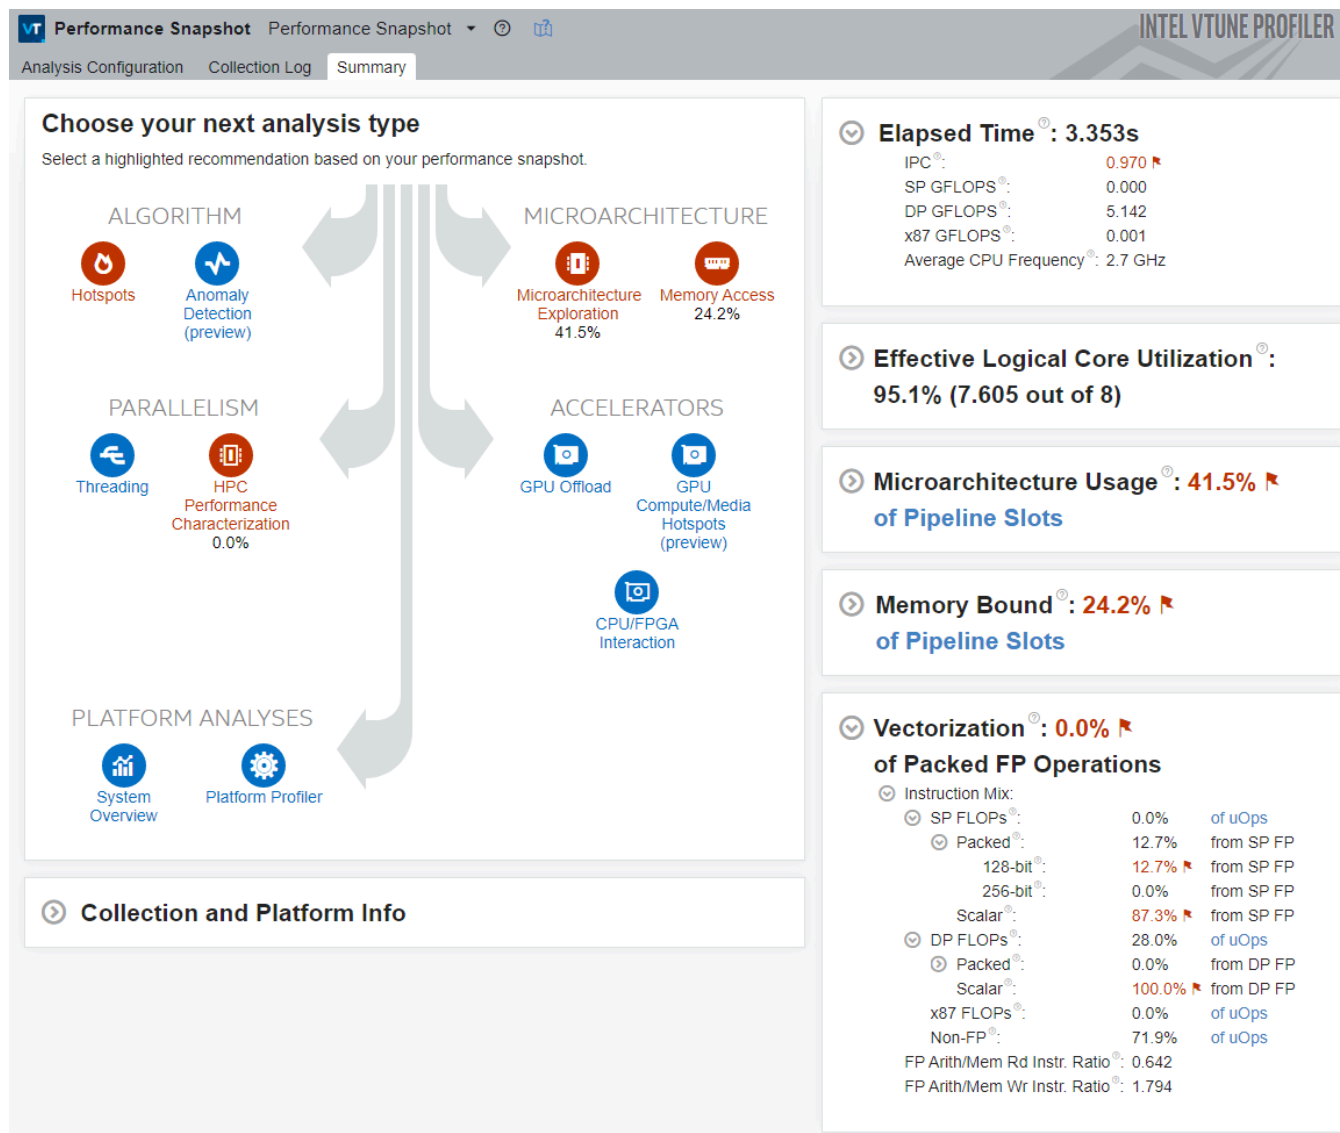 VT Performance Snapshot Performance Snapshot
INTEL VTUNE PROFILER
Analysis Configuration Collection Log Summary
Choose your next analysis type
Select a highlighted recommendation based on your performance snapshot.
ALGORITHM
Hotspots
Anomaly
Detection
(preview)
MICROARCHITECTURE
Microarchitecture
Exploration
41.5%
Memory Access
24.2%
PARALLELISM
Threading
HPC
Performance
Characterization
0.0%
ACCELERATORS
GPU Offload
GPU
Compute/Media
Hotspots
(preview)
CPU/FPGA
Interaction
PLATFORM ANALYSES
System
Overview
Platform Profiler
Collection and Platform Info
Elapsed Time: 3.353s
IPC: 0.970
SP GFLOPS: 0.000
DP GFLOPS: 5.142
x87 GFLOPS: 0.001
Average CPU Frequency: 2.7 GHz
Effective Logical Core Utilization:
95.1% (7.605 out of 8)
Microarchitecture Usage: 41.5%
of Pipeline Slots
Memory Bound: 24.2%
of Pipeline Slots
Vectorization: 0.0%
of Packed FP Operations
Instruction Mix:
SP FLOPs: 0.0% of uOps
Packed: 12.7% from SP FP
128-bit: 12.7% from SP FP
256-bit: 0.0% from SP FP
Scalar: 87.3% from SP FP
DP FLOPs: 28.0% of uOps
Packed: 0.0% from DP FP
Scalar: 100.0% from DP FP
x87 FLOPs: 0.0% of uOps
Non-FP: 71.9% of uOps
FP Arith/Mem Rd Instr. Ratio: 0.642
FP Arith/Mem Wr Instr. Ratio: 1.794